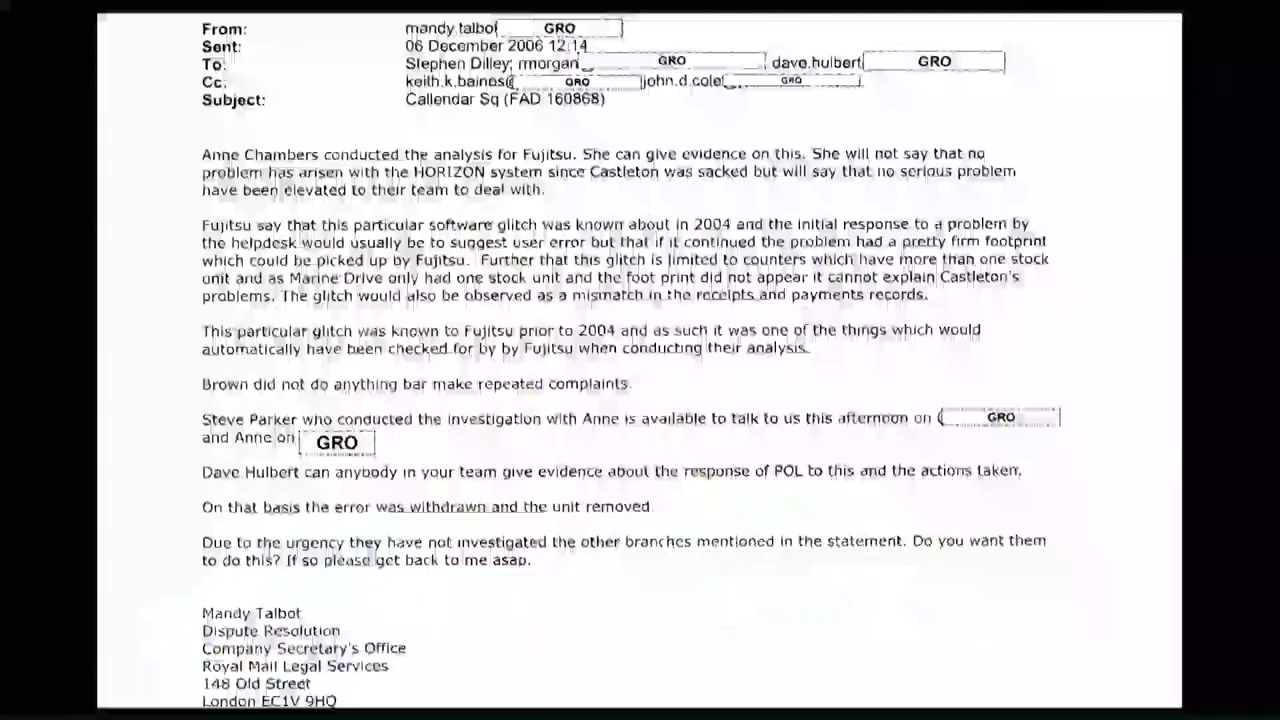 From: mandy talbot GRO
Sent: 06 December 2006 12:14
To: Stephen Dilley; rmorgan GRO dave.hulbert GRO
Cc: keith.k.baines@ GRO john.d.cole GRO
Subject: Callendar Sq (FAD 160868)
Anne Chambers conducted the analysis for Fujitsu. She can give evidence on this. She will not say that no
problem has arisen with the HORIZON system since Castleton was sacked but will say that no serious problem
have been elevated to their team to deal with.
Fujitsu say that this particular software glitch was known about in 2004 and the initial response to a problem by
the helpdesk would usually be to suggest user error but that if it continued the problem had a pretty firm footprint
which could be picked up by Fujitsu. Further that this glitch is limited to counters which have more than one stock
unit and as Marine Drive only had one stock unit and the foot print did not appear it cannot explain Castleton's
problems. The glitch would also be observed as a mismatch in the receipts and payments records.
This particular glitch was known to Fujitsu prior to 2004 and as such it was one of the things which would
automatically have been checked for by by Fujitsu when conducting their analysis.
Brown did not do anything bar make repeated complaints.
Steve Parker who conducted the investigation with Anne is available to talk to us this afternoon on ( GRO
and Anne on GRO
Dave Hulbert can anybody in your team give evidence about the response of POL to this and the actions taken.
On that basis the error was withdrawn and the unit removed.
Due to the urgency they have not investigated the other branches mentioned in the statement. Do you want them
to do this? If so please get back to me asap.
Mandy Talbot
Dispute Resolution
Company Secretary's Office
Royal Mail Legal Services
148 Old Street
London EC1V 9HQ